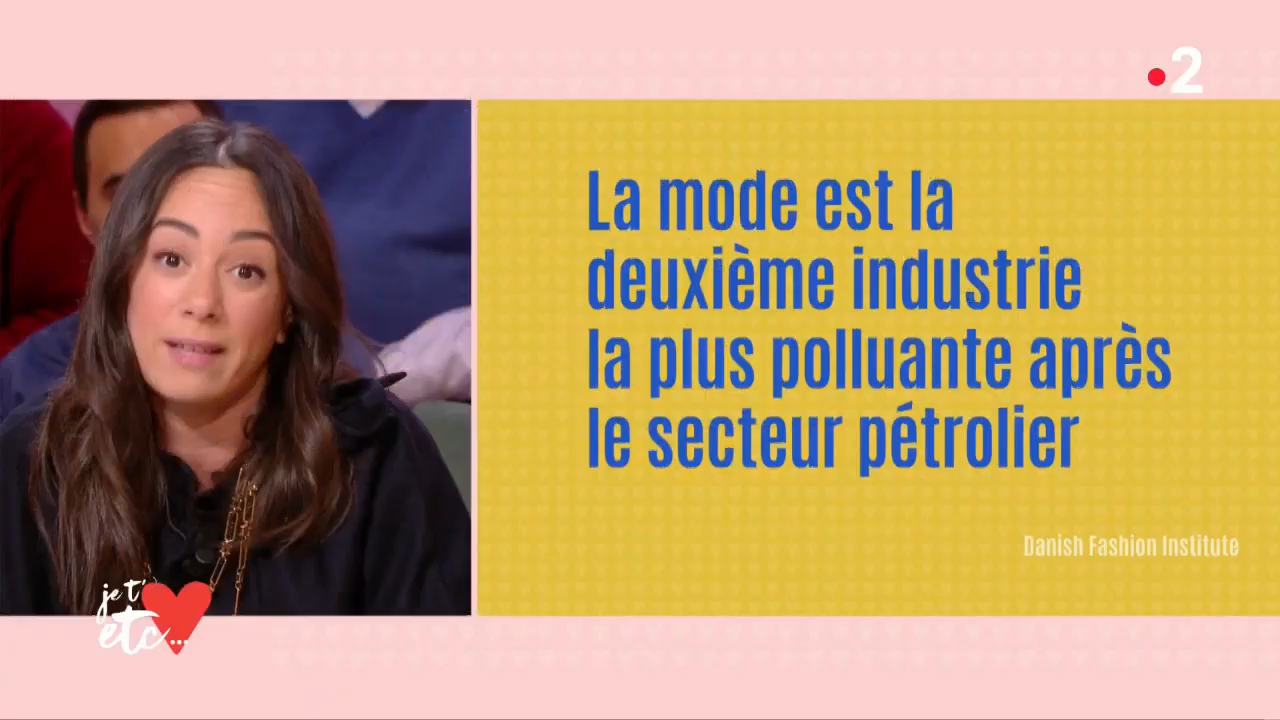 2
La mode est la
deuxième industrie
la plus polluante après
le secteur pétrolier
Danish Fashion Institute
je t'
etc...